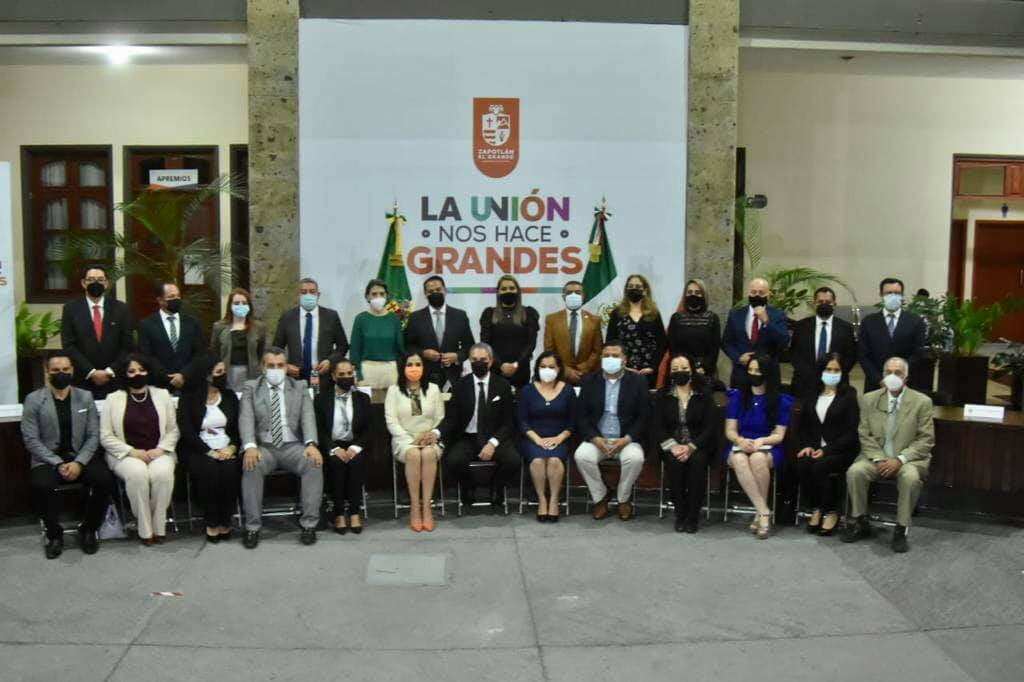 APREMIOS
ZAPOTLÁN
EL GRANDE
LA UNIÓN
NOS HACE
GRANDES